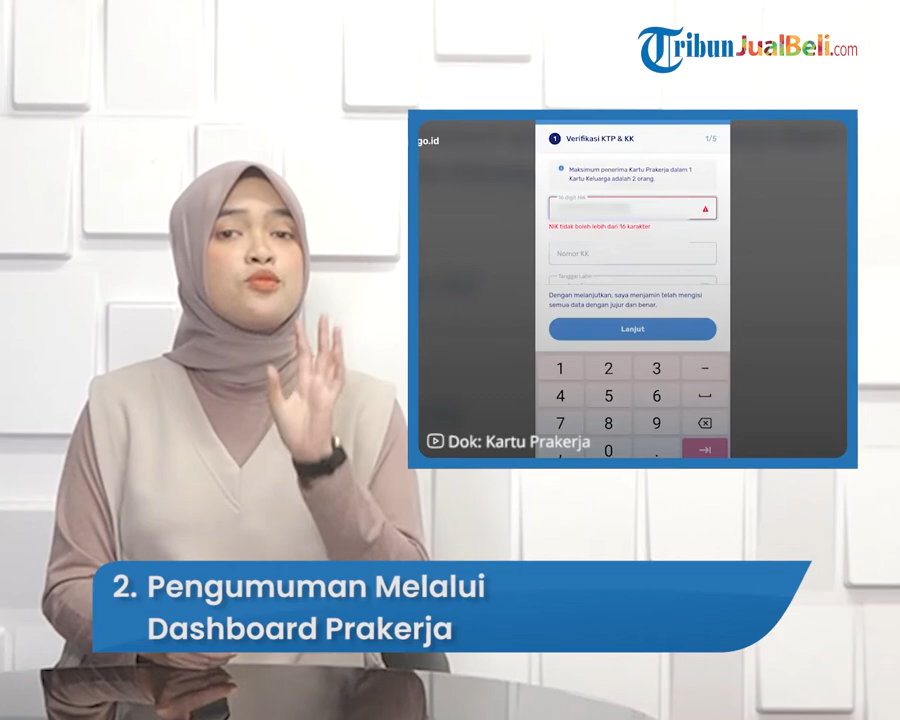 TribunJualBeli.com
go.id
1 Verifikasi KTP & KK 1/5
Maksimum penerima Kartu Prakerja dalam 1
Kartu Keluarga adalah 2 orang.
16 digit NIK
NIK tidak boleh lebih dari 16 karakter
Nomor KK
Tanggal Lahir
Dengan melanjutkan, saya menjamin telah mengisi
semua data dengan jujur dan benar.
Lanjut
1 2 3 -
4 5 6
7 8 9
, 0 .
Dok: Kartu Prakerja
2. Pengumuman Melalui
Dashboard Prakerja